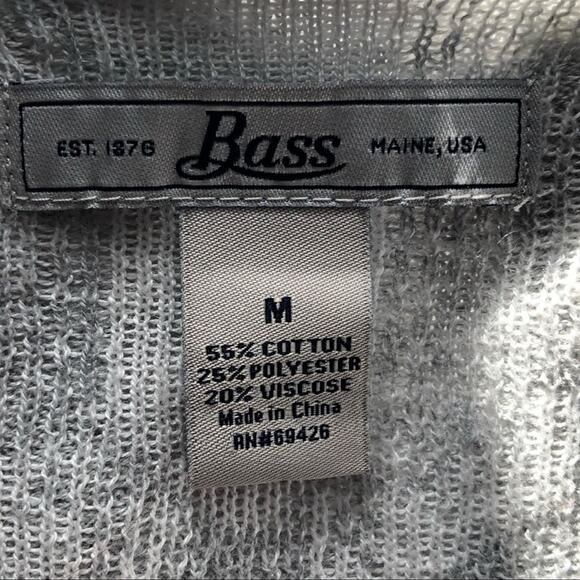 EST. 1876 Bass MAINE, USA
M
55% COTTON
25% POLYESTER
20% VISCOSE
Made in China
RN#69426